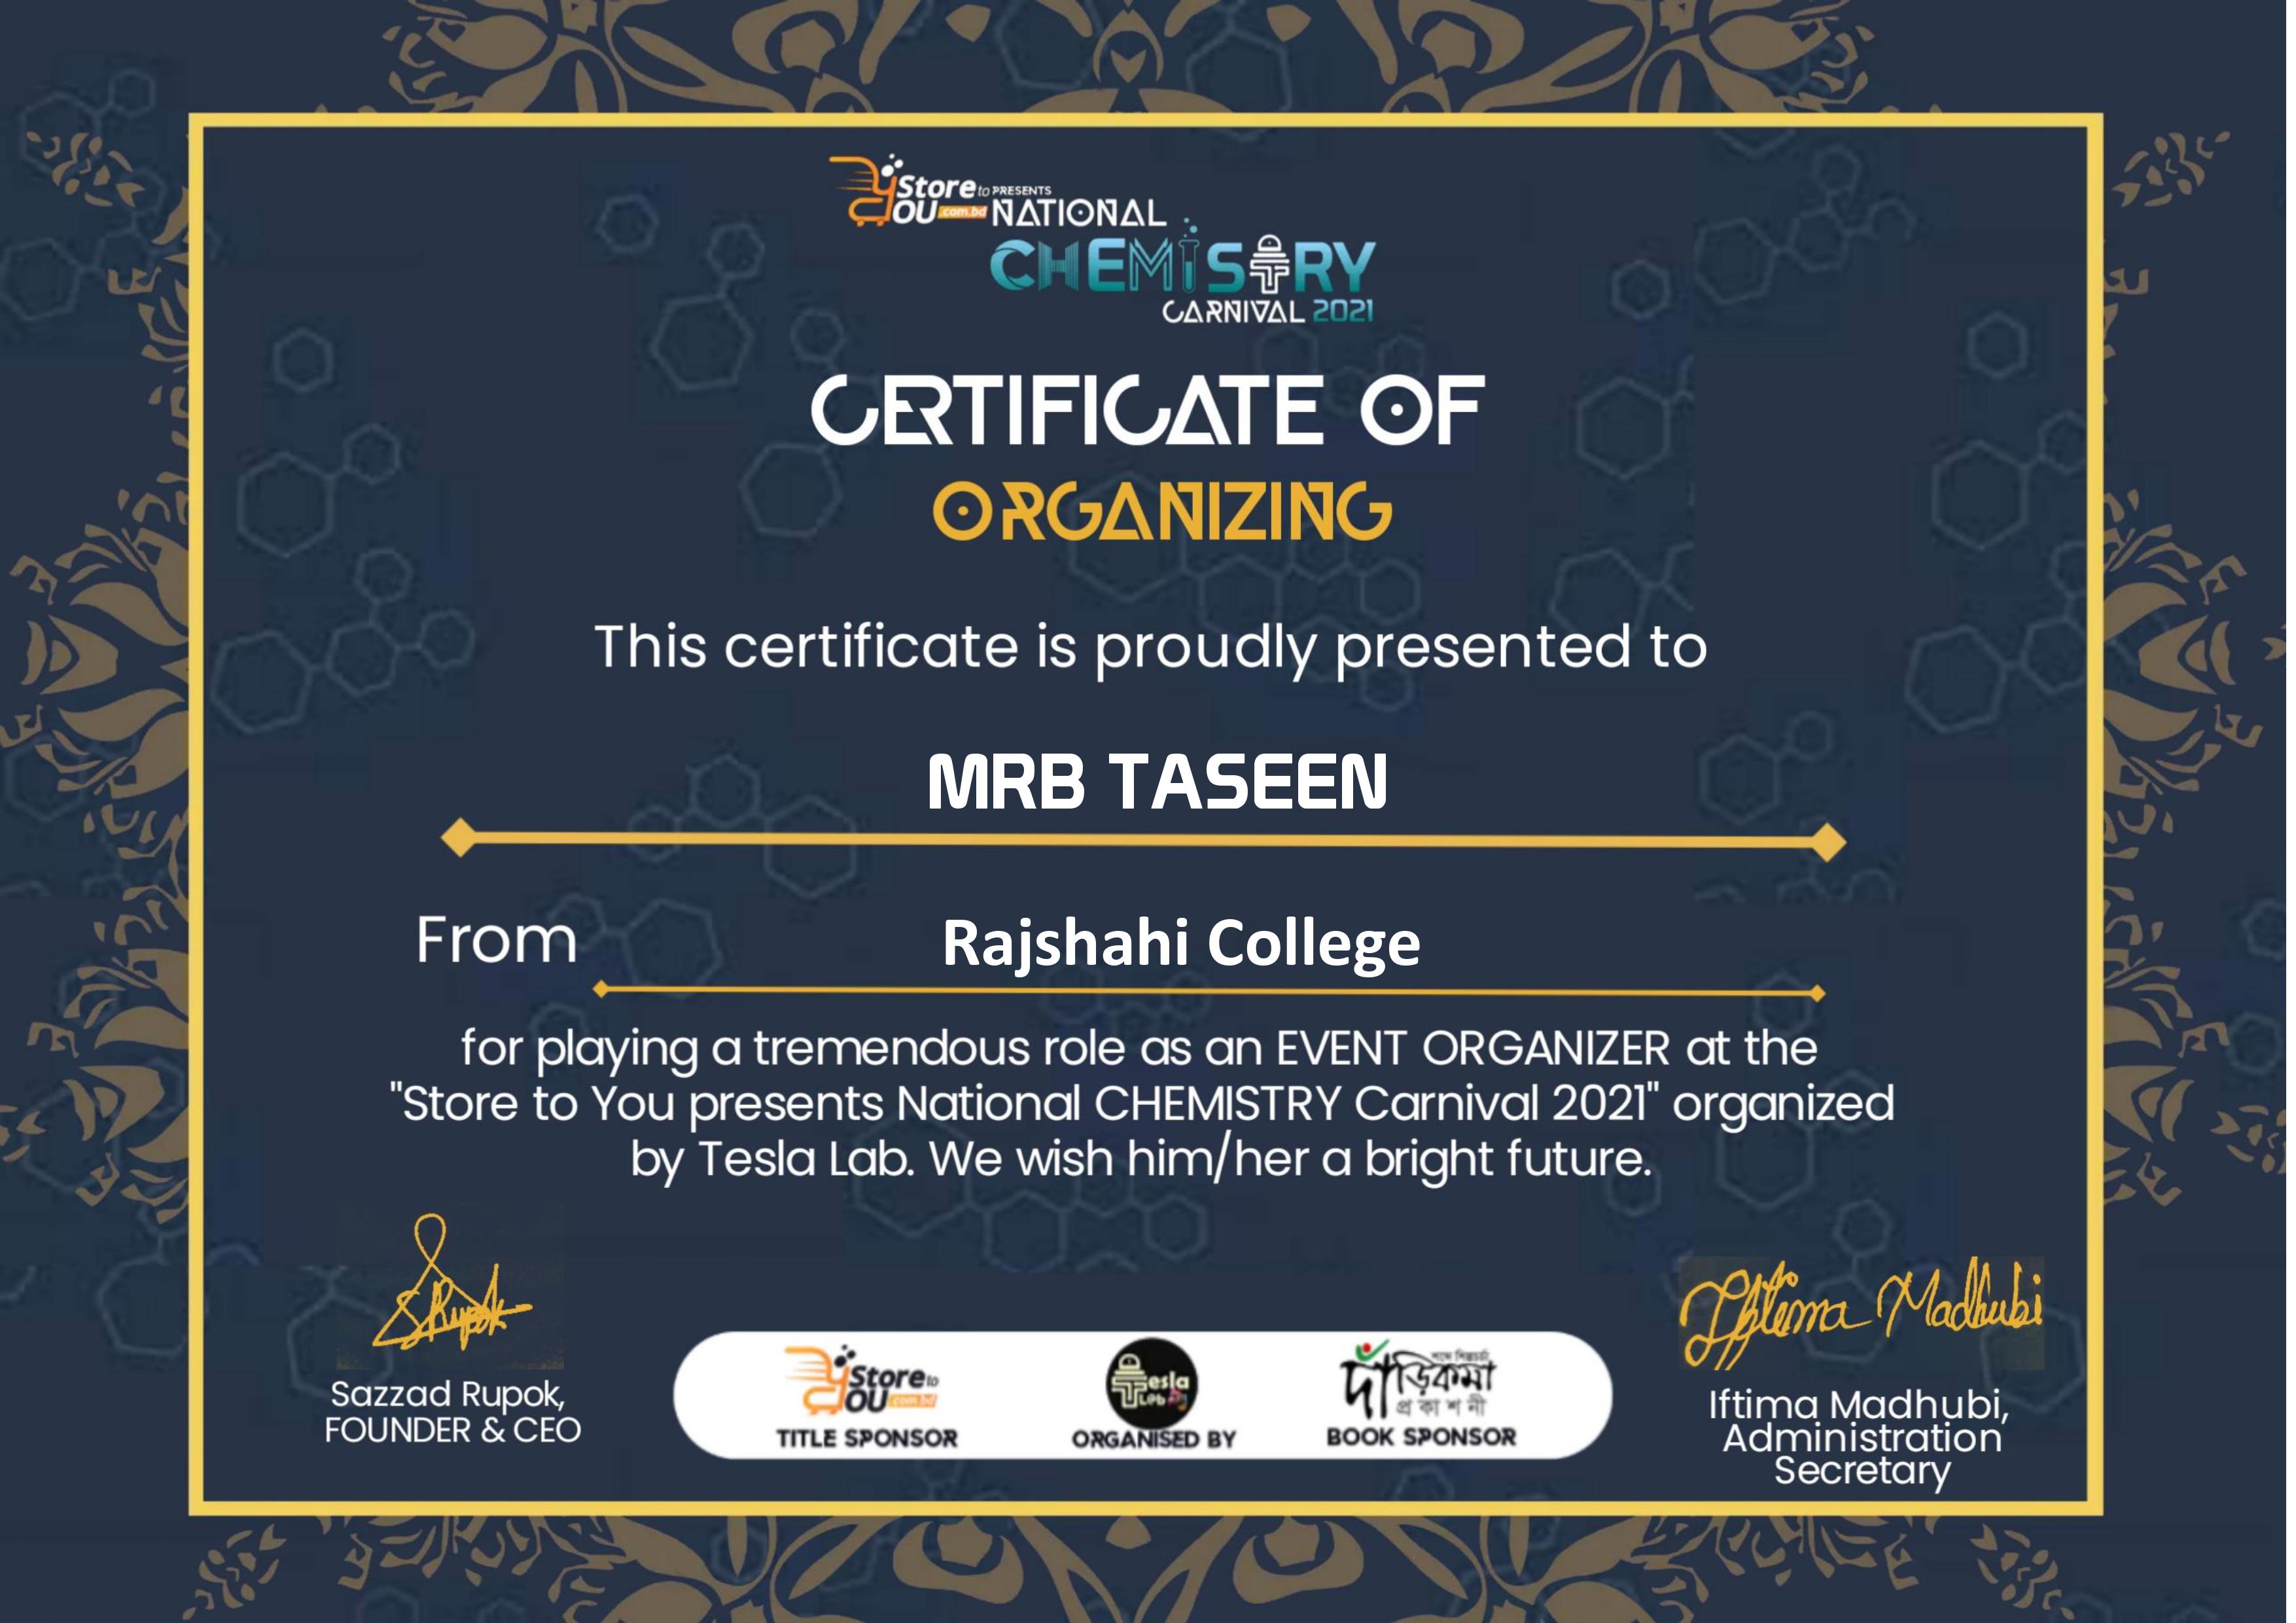 Store to PRESENTS
YOU .com.bd NATIONAL
CHEMISTRY
CARNIVAL 2021
CERTIFICATE OF
ORGANIZING
This certificate is proudly presented to
MRB TASEEN
From Rajshahi College
for playing a tremendous role as an EVENT ORGANIZER at the
"Store to You presents National CHEMISTRY Carnival 2021" organized
by Tesla Lab. We wish him/her a bright future.
S Rupok
Iftima Madhubi
Sazzad Rupok,
FOUNDER & CEO
Store to
YOU .com.bd
TITLE SPONSOR
Tesla
Lab
ORGANISED BY
দাঁড়িকমা
প্রকাশনী
BOOK SPONSOR
Iftima Madhubi,
Administration
Secretary